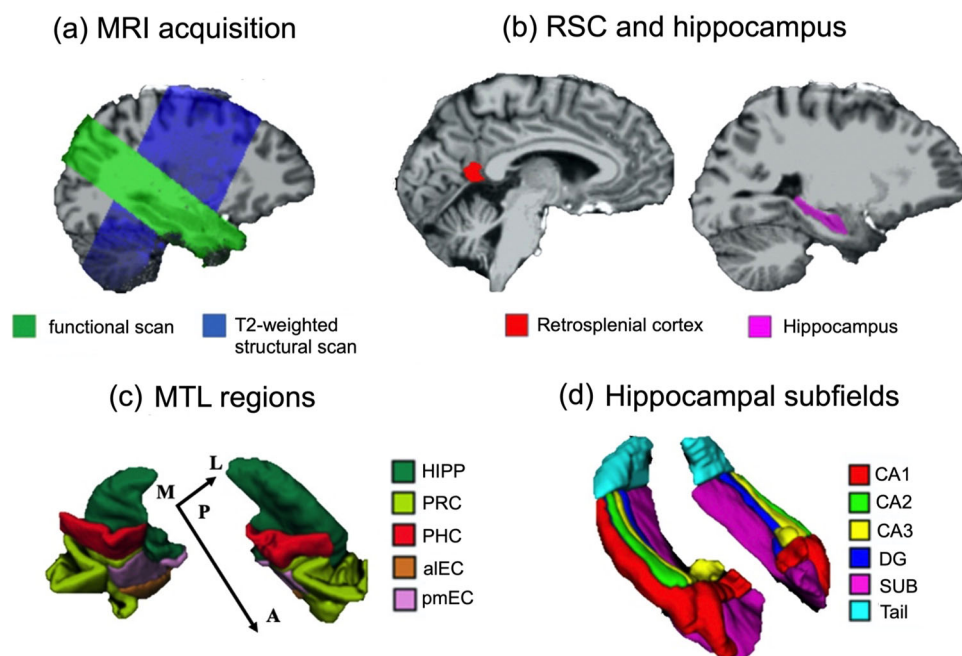 (a) MRI acquisition
(b) RSC and hippocampus
functional scan
T2-weighted
structural scan
Retrosplenial cortex
Hippocampus
(c) MTL regions
(d) Hippocampal subfields
L
M
P
A
HIPP
PRC
PHC
alEC
pmEC
CA1
CA2
CA3
DG
SUB
Tail